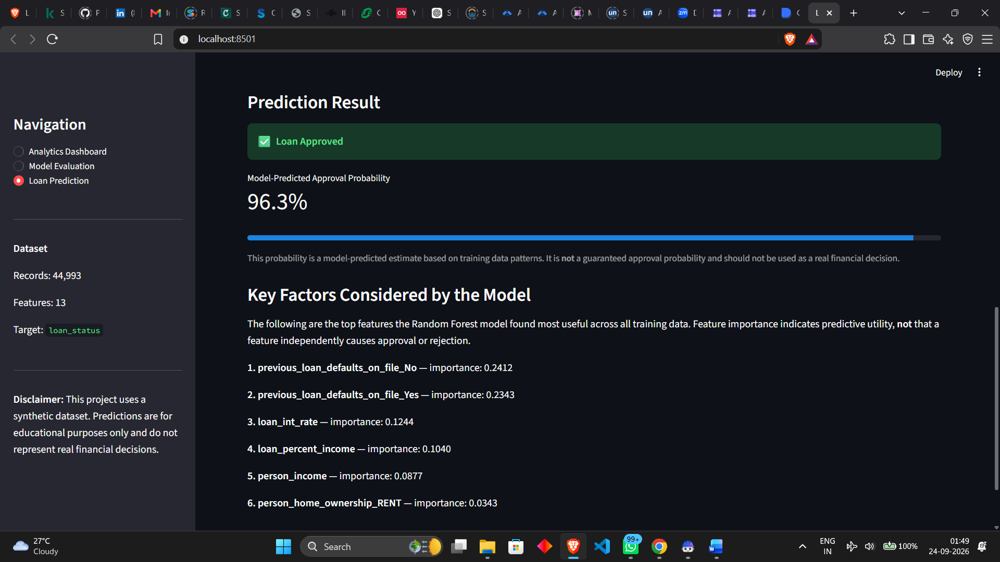 L
S
P
in (8
In
R
S
S C
S
II
C
Y
S
S
A
A
N
un S
un A
zm D
A
A
C
L
localhost:8501
Deploy
Navigation
Analytics Dashboard
Model Evaluation
Loan Prediction
Dataset
Records: 44,993
Features: 13
Target: loan_status
Disclaimer: This project uses a
synthetic dataset. Predictions are for
educational purposes only and do not
represent real financial decisions.
Prediction Result
Loan Approved
Model-Predicted Approval Probability
96.3%
This probability is a model-predicted estimate based on training data patterns. It is not a guaranteed approval probability and should not be used as a real financial decision.
Key Factors Considered by the Model
The following are the top features the Random Forest model found most useful across all training data. Feature importance indicates predictive utility, not that a
feature independently causes approval or rejection.
1. previous_loan_defaults_on_file_No — importance: 0.2412
2. previous_loan_defaults_on_file_Yes — importance: 0.2343
3. loan_int_rate — importance: 0.1244
4. loan_percent_income — importance: 0.1040
5. person_income — importance: 0.0877
6. person_home_ownership_RENT — importance: 0.0343
27°C
Cloudy
Search
99+
ENG
IN
100%
01:49
24-09-2026